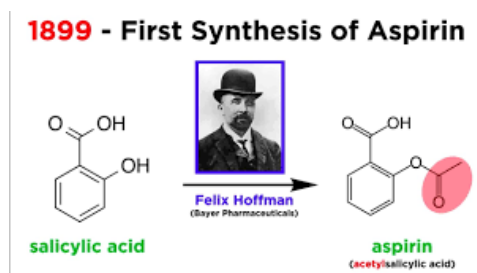 1899 - First Synthesis of Aspirin
O OH
OH
O OH
O
O
Felix Hoffman
(Bayer Pharmaceuticals)
salicylic acid
aspirin
(acetylsalicylic acid)